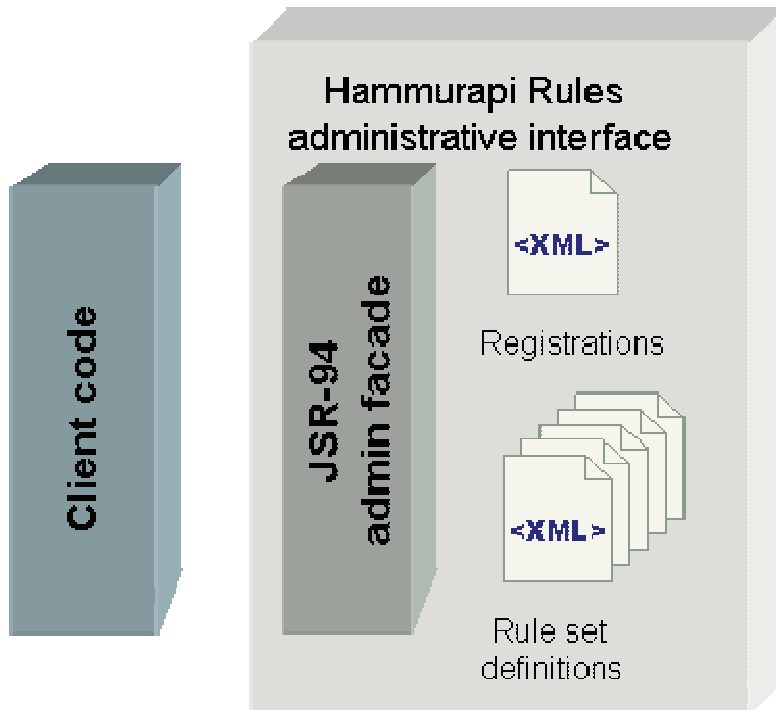 Hammurapi Rules
administrative interface
Client code
JSR-94
admin facade
<XML>
Registrations
<XML>
Rule set
definitions